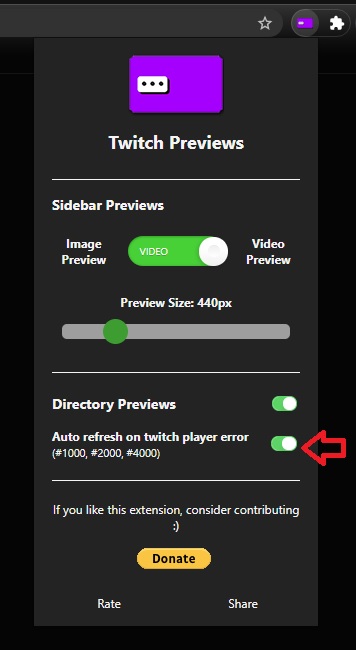 Twitch Previews
Sidebar Previews
Image
Preview
VIDEO
Video
Preview
Preview Size: 440px
Directory Previews
Auto refresh on twitch player error
(#1000, #2000, #4000)
If you like this extension, consider contributing
:)
Donate
Rate
Share